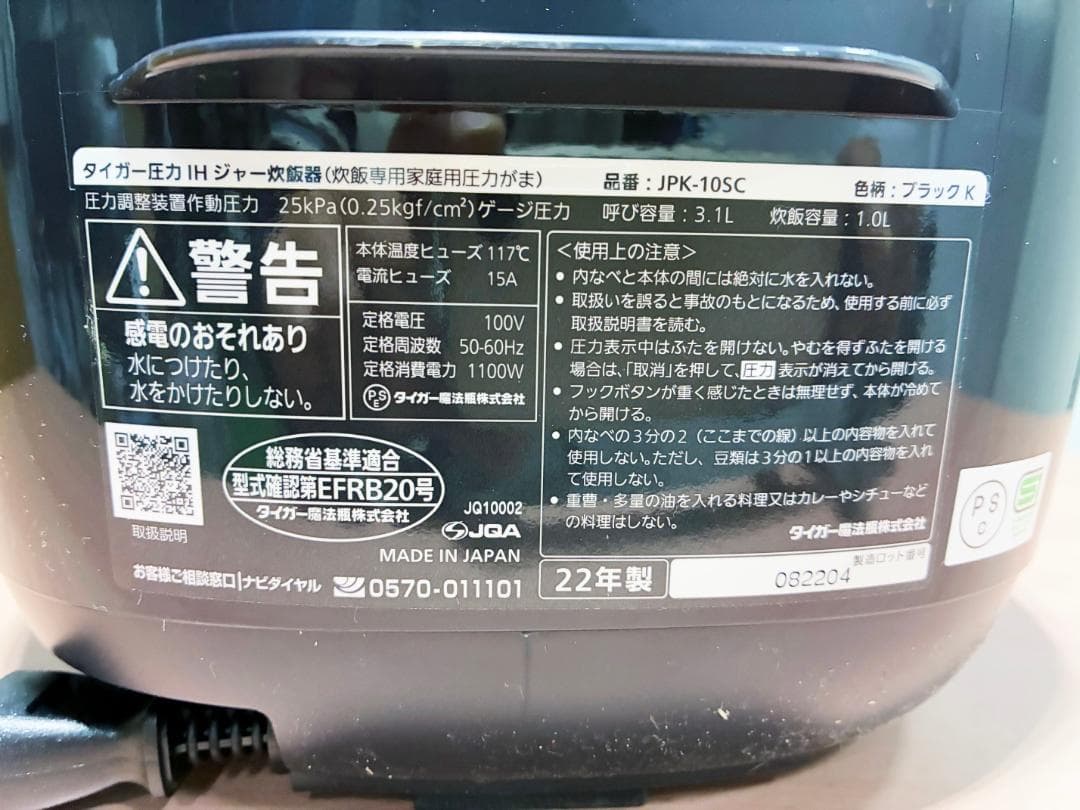 タイガー圧力IHジャー炊飯器(炊飯専用家庭用圧力がま) 品番：JPK-10SC 色柄：ブラック K
圧力調整装置作動圧力 25kPa(0.25kgf/cm²)ゲージ圧力 呼び容量：3.1L 炊飯容量：1.0L
警告
感電のおそれあり
水につけたり、
水をかけたりしない。
本体温度ヒューズ 117℃
電流ヒューズ 15A
定格電圧 100V
定格周波数 50-60Hz
定格消費電力 1100W
PSE タイガー魔法瓶株式会社
＜使用上の注意＞
● 内なべと本体の間には絶対に水を入れない。
● 取扱いを誤ると事故のもとになるため、使用する前に必ず
取扱説明書を読む。
● 圧力表示中はふたを開けない。やむを得ずふたを開ける
場合は、「取消」を押して、圧力 表示が消えてから開ける。
● フックボタンが重く感じたときは無理せず、本体が冷めて
から開ける。
● 内なべの3分の2（ここまでの線）以上の内容物を入れて
使用しない。ただし、豆類は3分の1以上の内容物を入れ
て使用しない。
● 重曹・多量の油を入れる料理又はカレーやシチューなど
の料理はしない。
タイガー魔法瓶株式会社
取扱説明
総務省基準適合
型式確認第EFRB20号
タイガー魔法瓶株式会社
JQ10002
JQA
MADE IN JAPAN
お客様ご相談窓口 | ナビダイヤル 0570-011101
22年製
製造ロット番号
082204
PSC
S